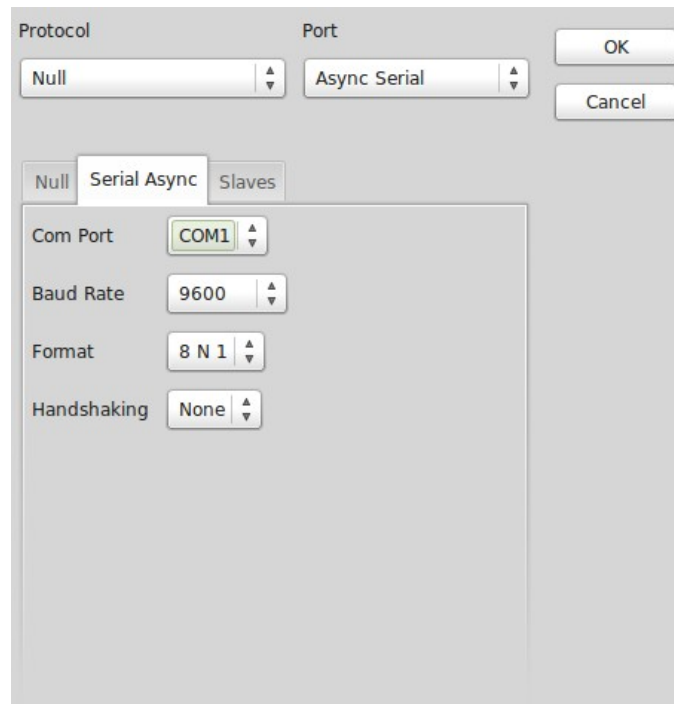 Protocol Port
Null Async Serial OK
Cancel
Null Serial Async Slaves
Com Port COM1
Baud Rate 9600
Format 8 N 1
Handshaking None